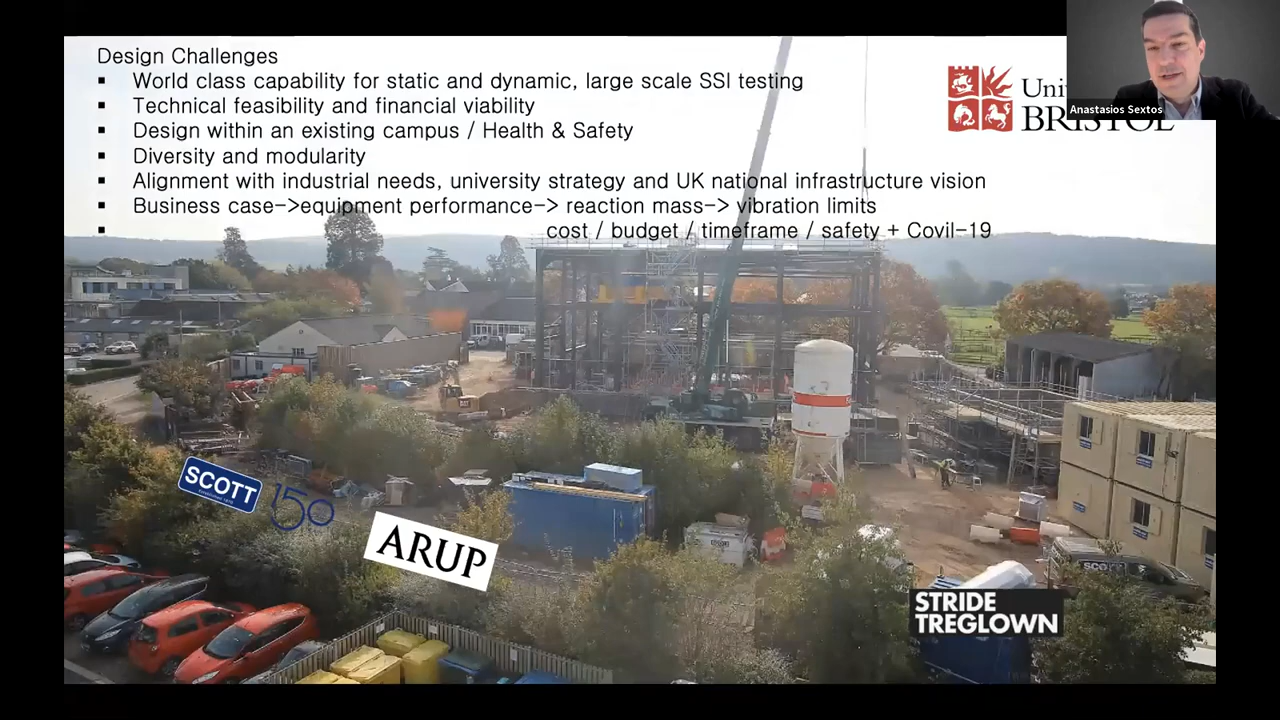 Design Challenges
▪ World class capability for static and dynamic, large scale SSI testing
▪ Technical feasibility and financial viability
▪ Design within an existing campus / Health & Safety
▪ Diversity and modularity
▪ Alignment with industrial needs, university strategy and UK national infrastructure vision
▪ Business case->equipment performance-> reaction mass-> vibration limits
▪ cost / budget / timeframe / safety + Covil-19
Anastasios Sextos
BRISTOL
SCOTT
150
ARUP
SCOTT
STRIDE
TREGLOWN